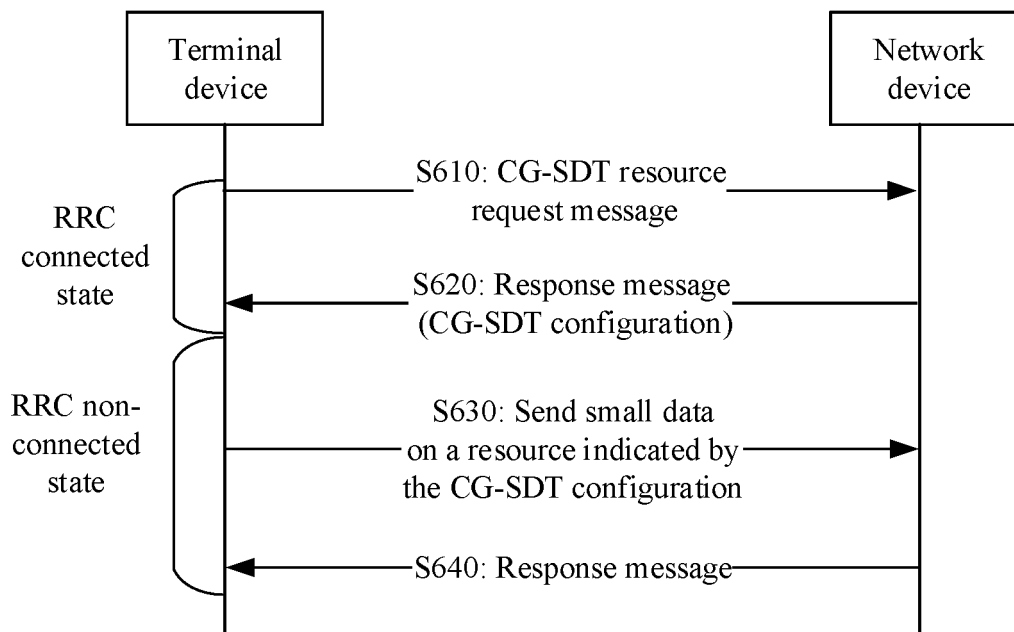 Terminal
device
Network
device
S610: CG-SDT resource
request message
RRC
connected
state
S620: Response message
(CG-SDT configuration)
RRC non-
connected
state
S630: Send small data
on a resource indicated by
the CG-SDT configuration
S640: Response message